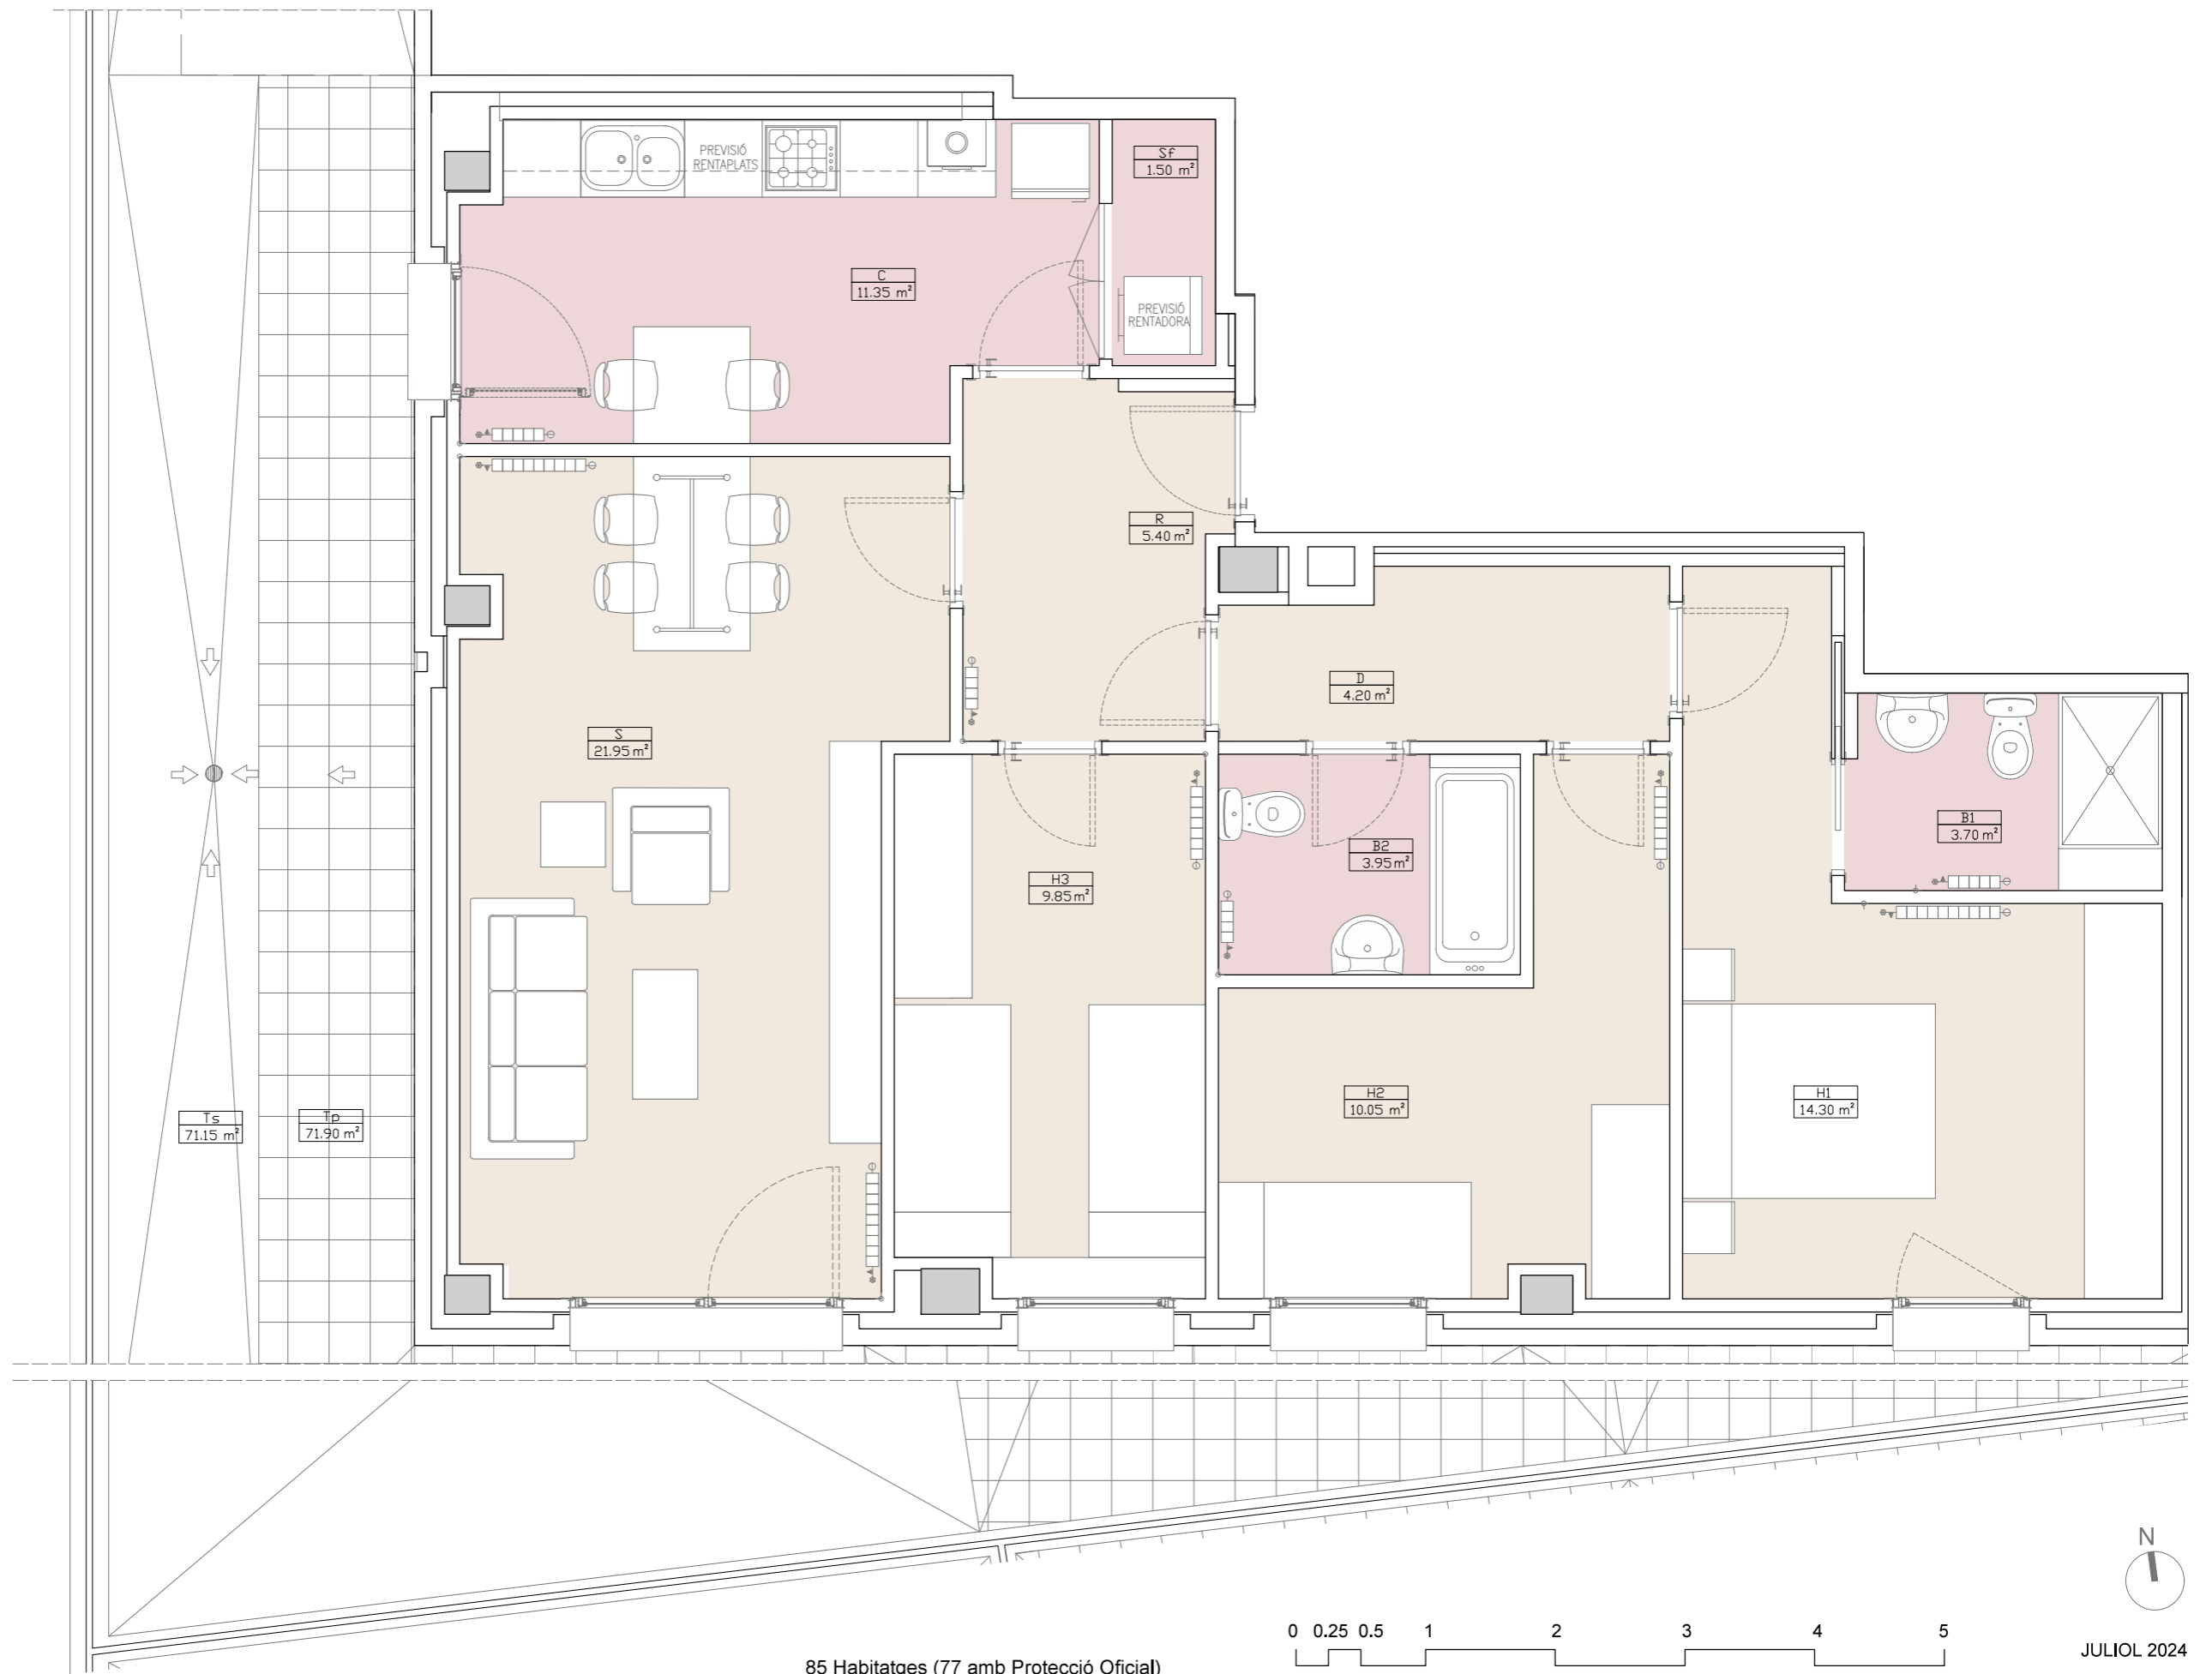 PREVISIÓ
RENTAPLATS
Sf
1.50 m²
C
11.35 m²
PREVISIÓ
RENTADORA
R
5.40 m²
D
4.20 m²
S
21.95 m²
B1
3.70 m²
B2
3.95 m²
H3
9.85 m²
H2
10.05 m²
H1
14.30 m²
Ts
71.15 m²
Tp
71.90 m²
N
0 0.25 0.5 1 2 3 4 5
JULIOL 2024
85 Habitatges (77 amb Protecció Oficial)